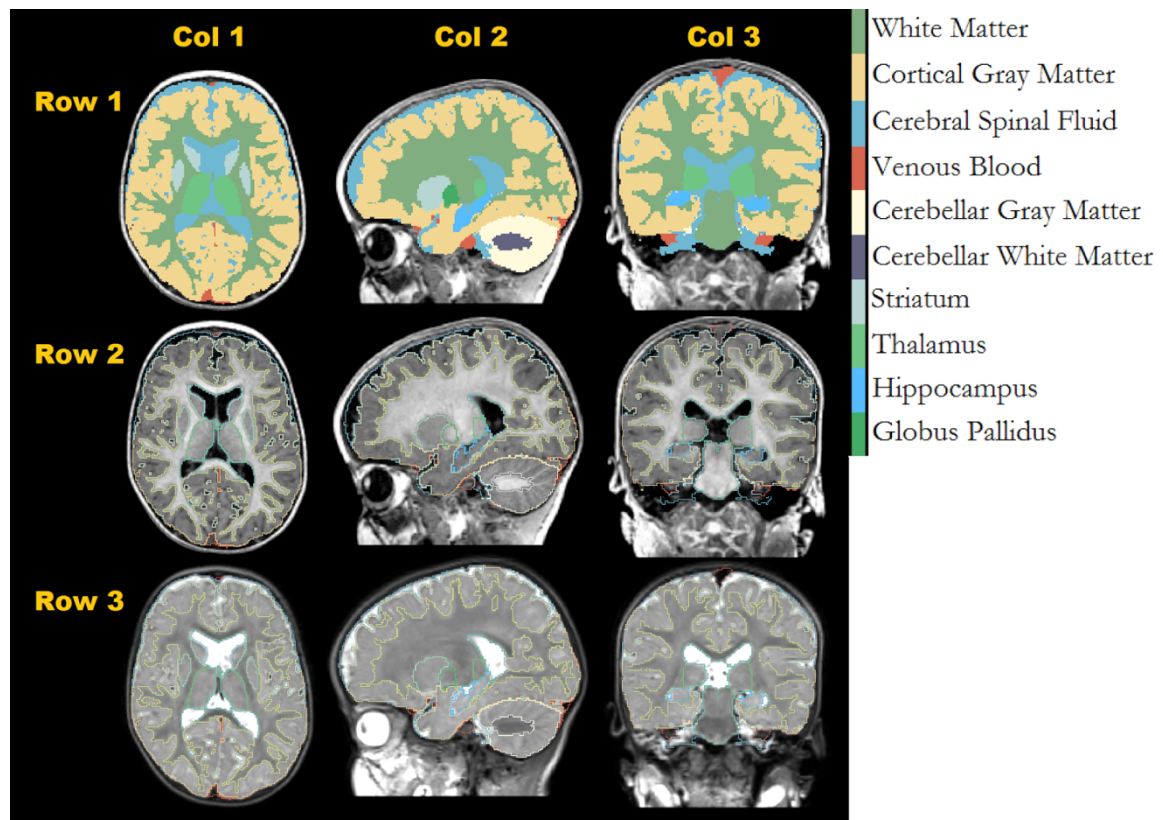 Col 1
Col 2
Col 3
Row 1
Row 2
Row 3
White Matter
Cortical Gray Matter
Cerebral Spinal Fluid
Venous Blood
Cerebellar Gray Matter
Cerebellar White Matter
Striatum
Thalamus
Hippocampus
Globus Pallidus